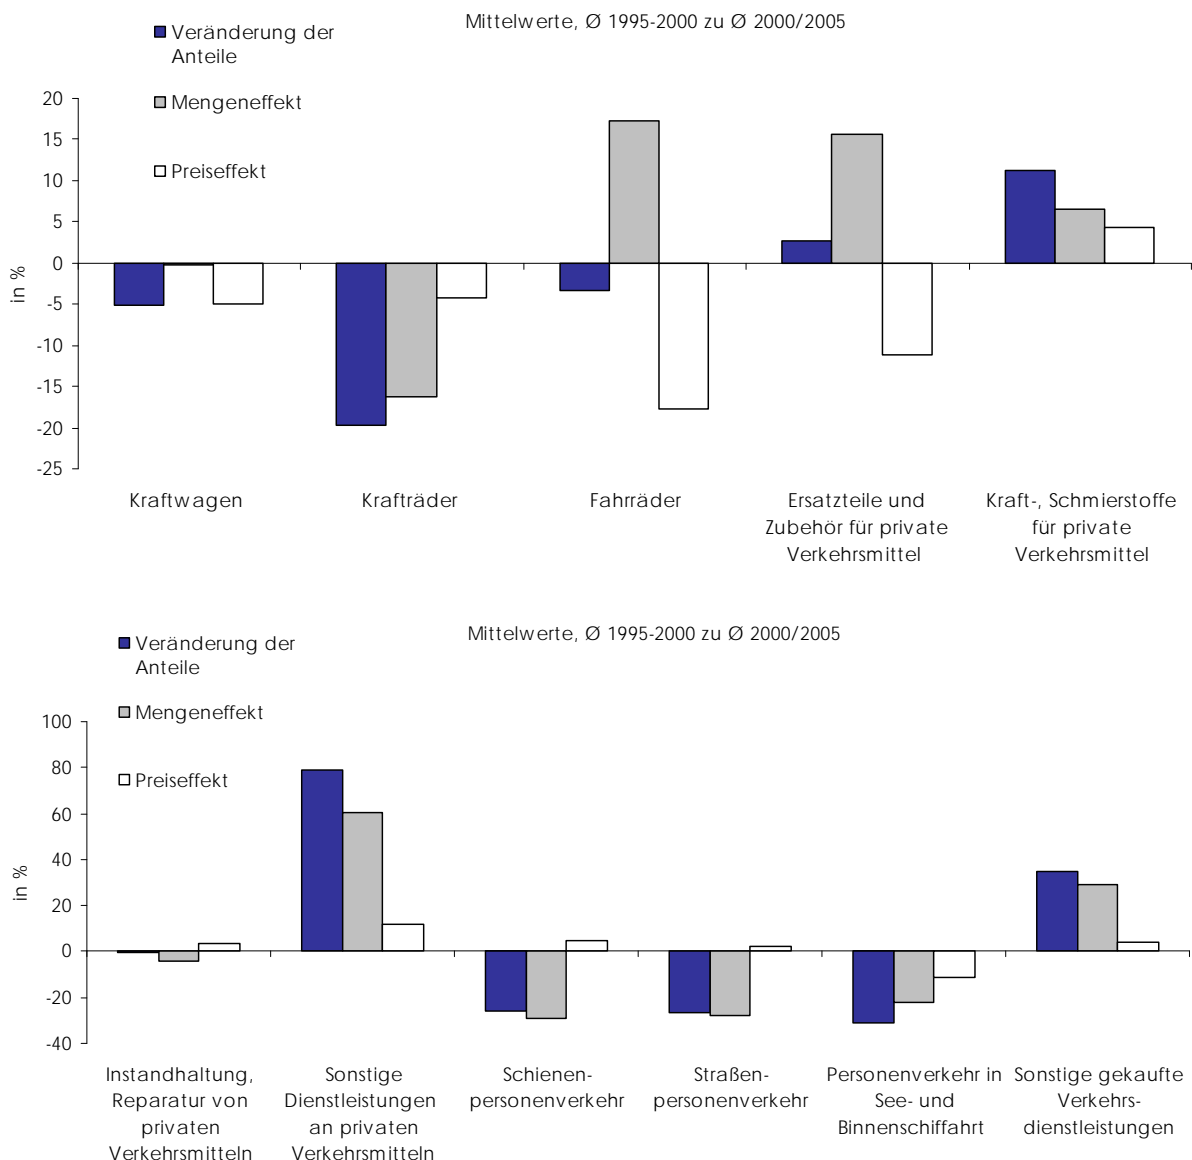 Mittelwerte, Ø 1995-2000 zu Ø 2000/2005
Veränderung der
Anteile
Mengeneffekt
Preiseffekt
in %
20
15
10
5
0
-5
-10
-15
-20
-25
Kraftwagen
Krafträder
Fahrräder
Ersatzteile und
Zubehör für private
Verkehrsmittel
Kraft-, Schmierstoffe
für private
Verkehrsmittel
Mittelwerte, Ø 1995-2000 zu Ø 2000/2005
Veränderung der
Anteile
Mengeneffekt
Preiseffekt
in %
100
80
60
40
20
0
-20
-40
Instandhaltung,
Reparatur von
privaten
Verkehrsmitteln
Sonstige
Dienstleistungen
an privaten
Verkehrsmitteln
Schienen-
personenverkehr
Straßen-
personenverkehr
Personenverkehr in
See- und
Binnenschiffahrt
Sonstige gekaufte
Verkehrs-
dienstleistungen